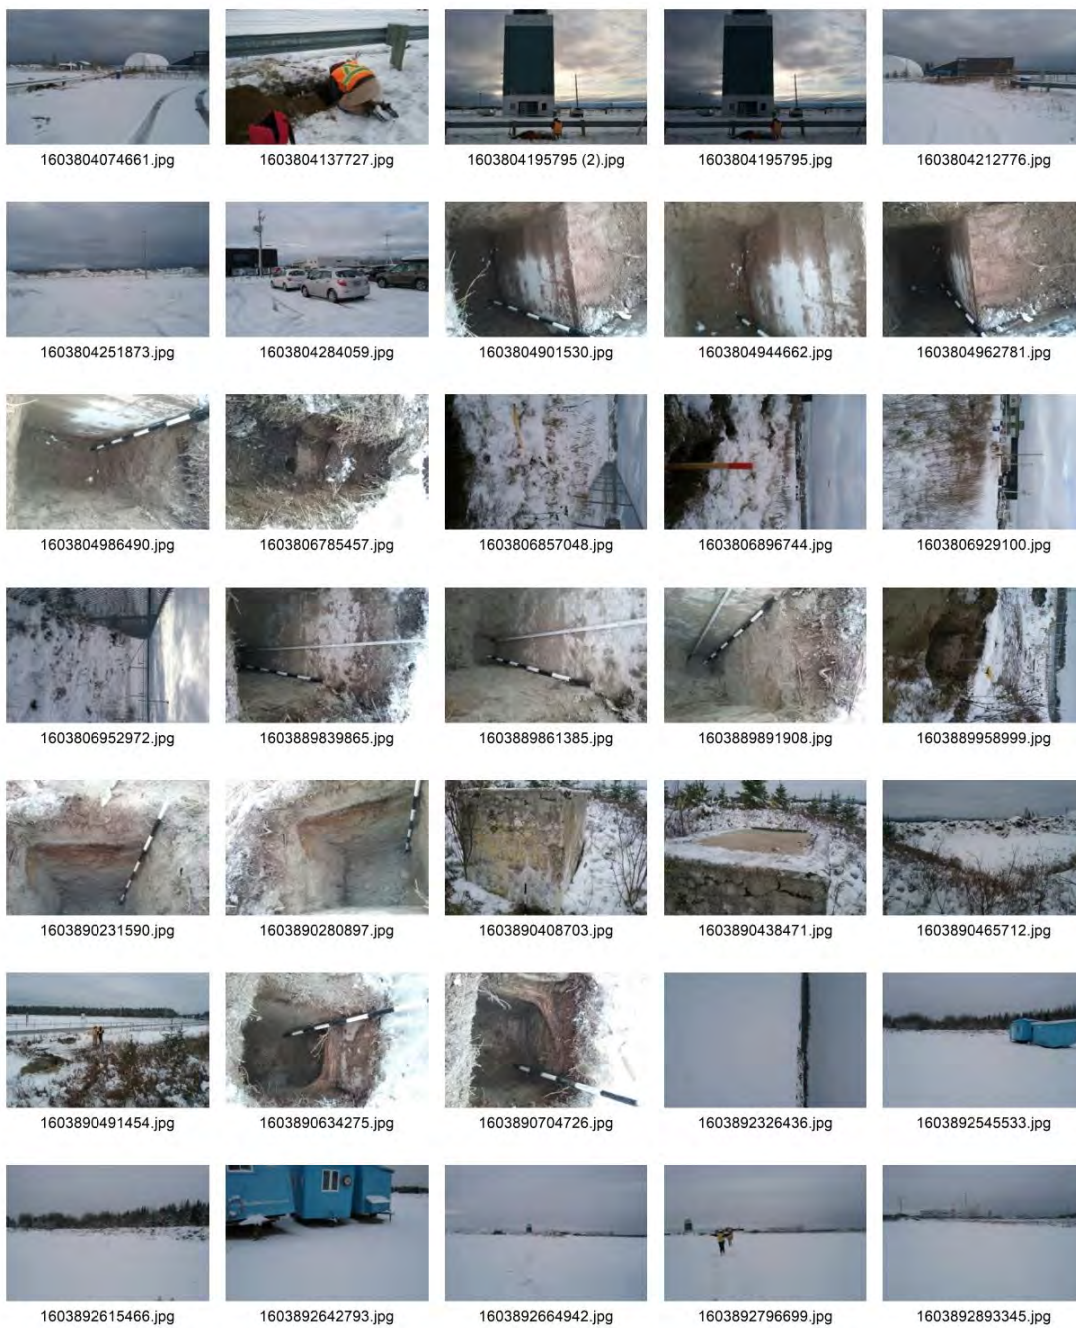 1603804074661.jpg 1603804137727.jpg 1603804195795 (2).jpg 1603804195795.jpg 1603804212776.jpg
1603804251873.jpg 1603804284059.jpg 1603804901530.jpg 1603804944662.jpg 1603804962781.jpg
1603804986490.jpg 1603806785457.jpg 1603806857048.jpg 1603806896744.jpg 1603806929100.jpg
1603806952972.jpg 1603889839865.jpg 1603889861385.jpg 1603889891908.jpg 1603889958999.jpg
1603890231590.jpg 1603890280897.jpg 1603890408703.jpg 1603890438471.jpg 1603890465712.jpg
1603890491454.jpg 1603890634275.jpg 1603890704726.jpg 1603892326436.jpg 1603892545533.jpg
1603892615466.jpg 1603892642793.jpg 1603892664942.jpg 1603892796699.jpg 1603892893345.jpg